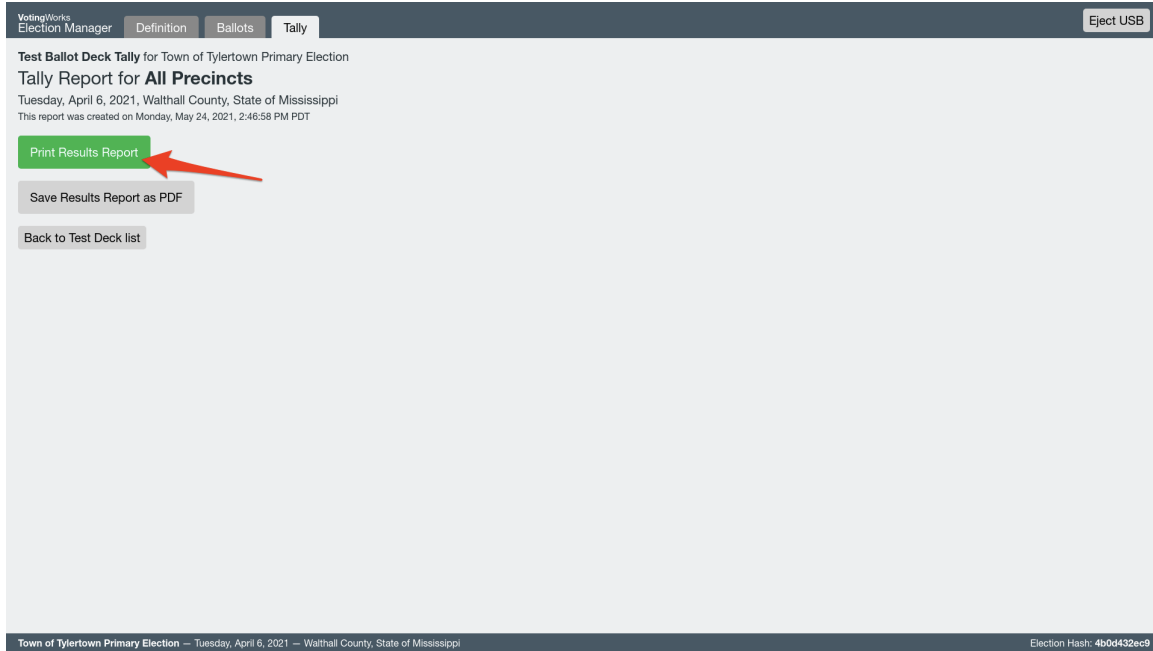 VotingWorks
Election Manager
Definition
Ballots
Tally
Eject USB
Test Ballot Deck Tally for Town of Tylertown Primary Election
Tally Report for All Precincts
Tuesday, April 6, 2021, Walthall County, State of Mississippi
This report was created on Monday, May 24, 2021, 2:46:58 PM PDT
Print Results Report
Save Results Report as PDF
Back to Test Deck list
Town of Tylertown Primary Election — Tuesday, April 6, 2021 — Walthall County, State of Mississippi
Election Hash: 4b0d432ec9